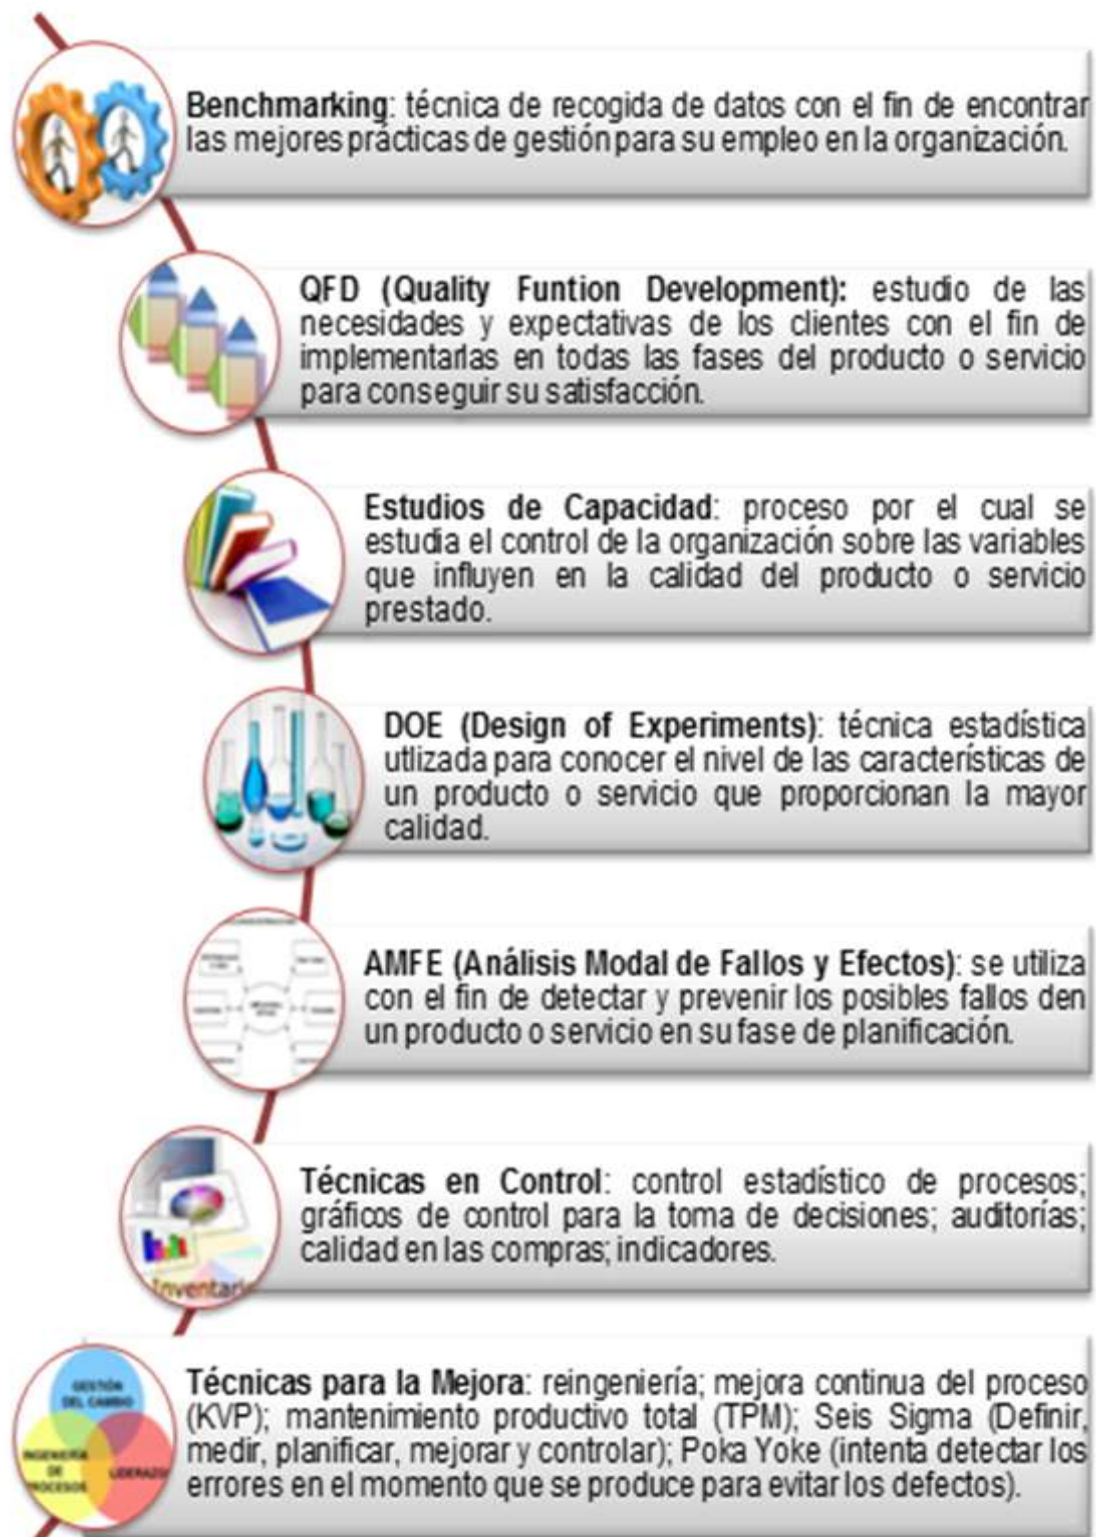 Benchmarking: técnica de recogida de datos con el fin de encontrar
las mejores prácticas de gestión para su empleo en la organización.
QFD (Quality Funtion Development): estudio de las
necesidades y expectativas de los clientes con el fin de
implementarlas en todas las fases del producto o servicio
para conseguir su satisfacción.
Estudios de Capacidad: proceso por el cual se
estudia el control de la organización sobre las variables
que influyen en la calidad del producto o servicio
prestado.
DOE (Design of Experiments): técnica estadística
utlizada para conocer el nivel de las características de
un producto o servicio que proporcionan la mayor
calidad.
AMFE (Análisis Modal de Fallos y Efectos): se utiliza
con el fin de detectar y prevenir los posibles fallos den
un producto o servicio en su fase de planificación.
Técnicas en Control: control estadístico de procesos;
gráficos de control para la toma de decisiones; auditorías;
calidad en las compras; indicadores.
Inventari
Técnicas para la Mejora: reingeniería; mejora continua del proceso
(KVP); mantenimiento productivo total (TPM); Seis Sigma (Definir,
medir, planificar, mejorar y controlar); Poka Yoke (intenta detectar los
errores en el momento que se produce para evitar los defectos).
GESTIÓN
DEL CAMBIO
INGENIERÍA
DE
PROCESOS
LIDERAZGO